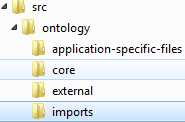 src
ontology
application-specific-files
core
external
imports